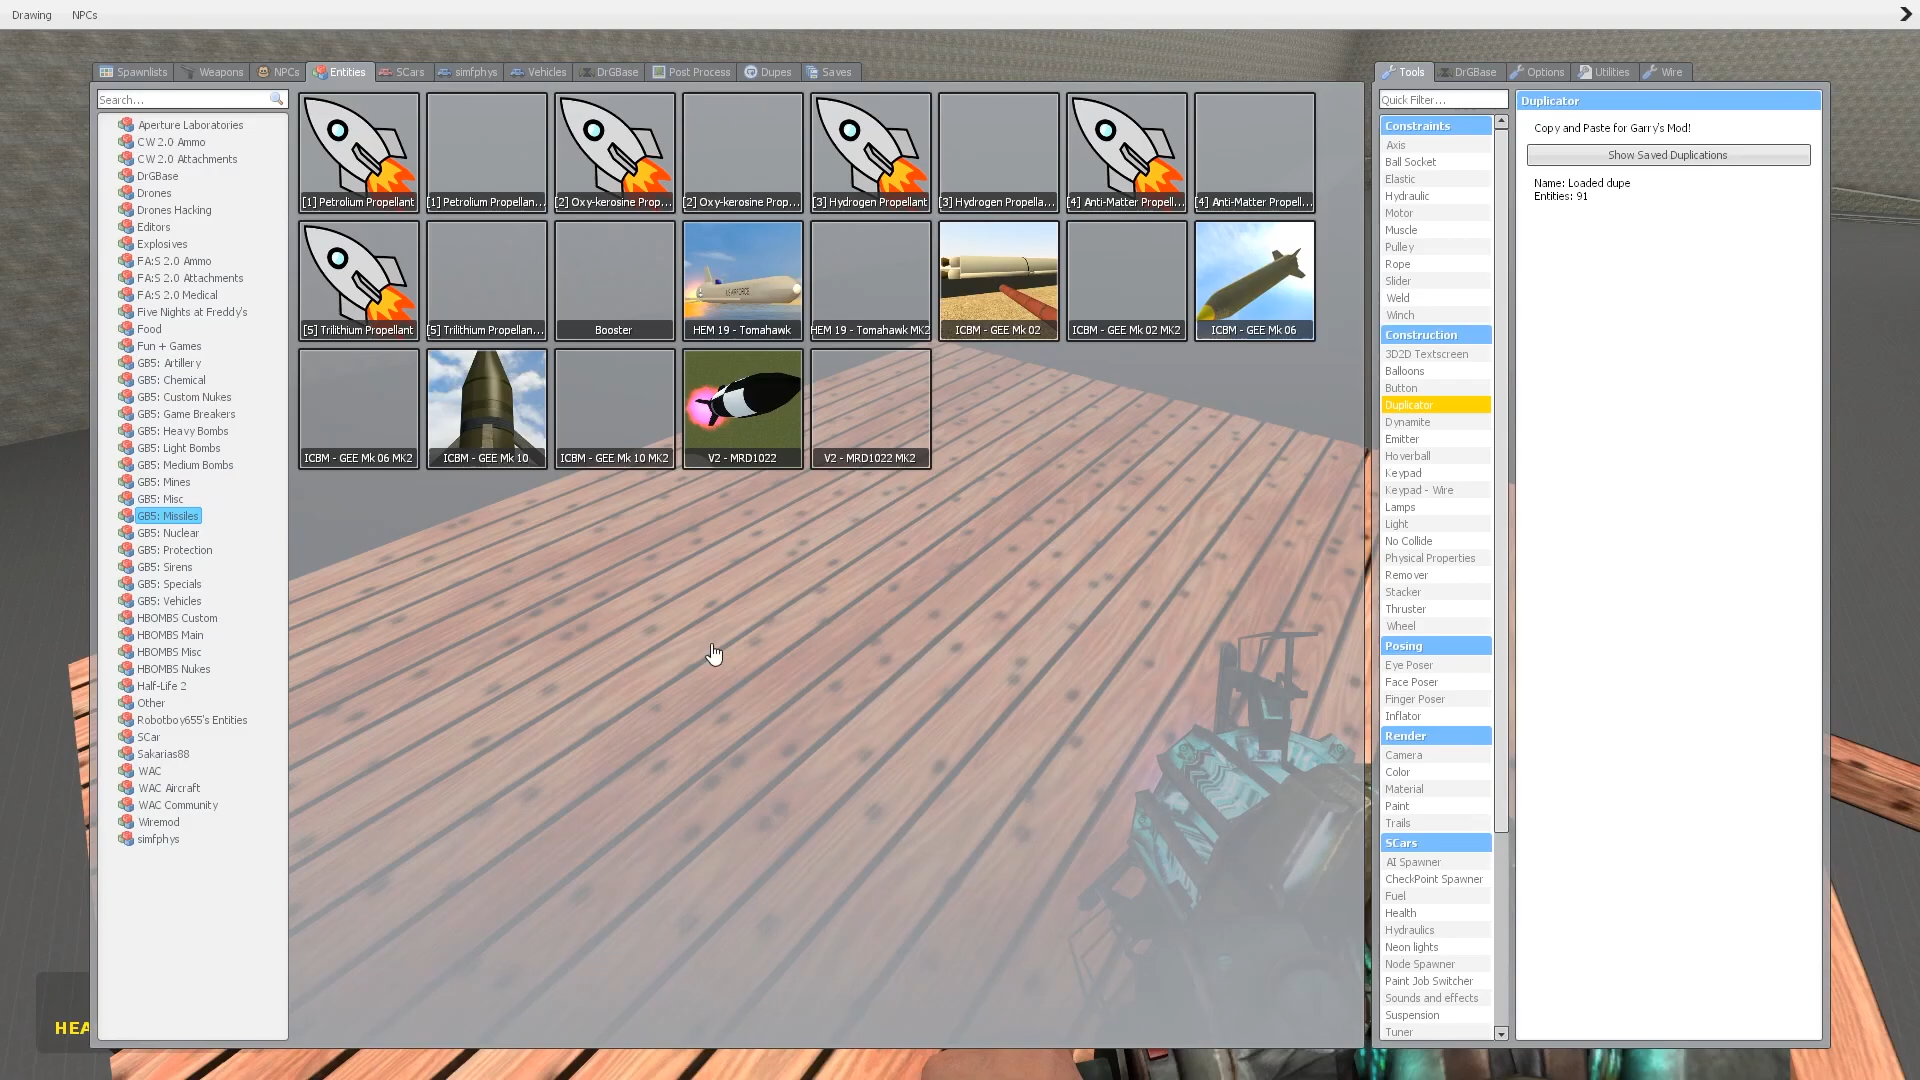 Drawing NPCs
Spawnlists Weapons NPCs Entities SCars simfphys Vehicles DrGBase Post Process Dupes Saves
Search...
Aperture Laboratories
CW 2.0 Ammo
CW 2.0 Attachments
DrGBase
Drones
Drones Hacking
Editors
Explosives
FA:S 2.0 Ammo
FA:S 2.0 Attachments
FA:S 2.0 Medical
Five Nights at Freddy's
Food
Fun + Games
GB5: Artillery
GB5: Chemical
GB5: Custom Nukes
GB5: Game Breakers
GB5: Heavy Bombs
GB5: Light Bombs
GB5: Medium Bombs
GB5: Mines
GB5: Misc
GB5: Missiles
GB5: Nuclear
GB5: Protection
GB5: Sirens
GB5: Specials
GB5: Vehicles
HBOMBS Custom
HBOMBS Main
HBOMBS Misc
HBOMBS Nukes
Half-Life 2
Other
Robotboy655's Entities
SCar
Sakarias88
WAC
WAC Aircraft
WAC Community
Wiremod
simfphys
[1] Petrolium Propellant [1] Petrolium Propellan... [2] Oxy-kerosine Prop... [2] Oxy-kerosine Prop... [3] Hydrogen Propellant [3] Hydrogen Propella... [4] Anti-Matter Propell... [4] Anti-Matter Propell...
[5] Trilithium Propellant [5] Trilithium Propellan... Booster HEM 19 - Tomahawk HEM 19 - Tomahawk MK2 ICBM - GEE Mk 02 ICBM - GEE Mk 02 MK2 ICBM - GEE Mk 06
ICBM - GEE Mk 06 MK2 ICBM - GEE Mk 10 ICBM - GEE Mk 10 MK2 V2 - MRD1022 V2 - MRD1022 MK2
HEA
Tools DrGBase Options Utilities Wire
Quick Filter...
Constraints
Axis
Ball Socket
Elastic
Hydraulic
Motor
Muscle
Pulley
Rope
Slider
Weld
Winch
Construction
3D2D Textscreen
Balloons
Button
Duplicator
Dynamite
Emitter
Hoverball
Keypad
Keypad - Wire
Lamps
Light
No Collide
Physical Properties
Remover
Stacker
Thruster
Wheel
Posing
Eye Poser
Face Poser
Finger Poser
Inflator
Render
Camera
Color
Material
Paint
Trails
SCars
AI Spawner
CheckPoint Spawner
Fuel
Health
Hydraulics
Neon lights
Node Spawner
Paint Job Switcher
Sounds and effects
Suspension
Tuner
Duplicator
Copy and Paste for Garry's Mod!
Show Saved Duplications
Name: Loaded dupe
Entities: 91